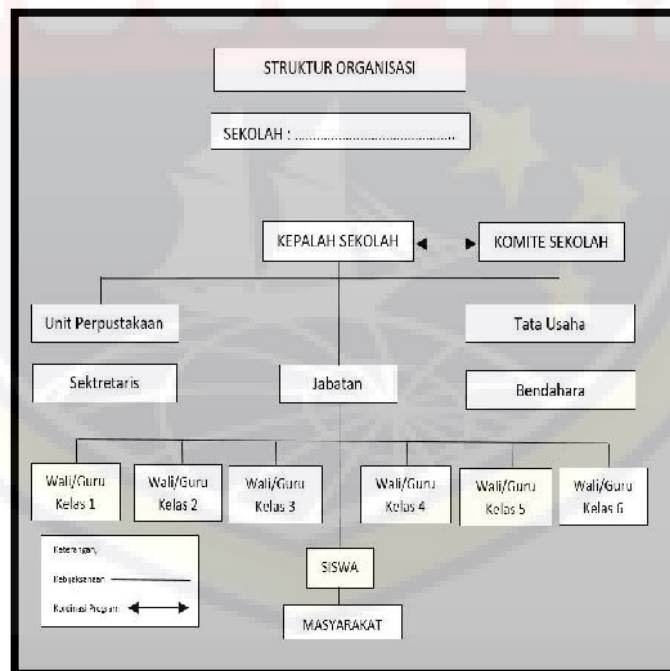 STRUKTUR ORGANISASI
SEKOLAH : ............................................
KEPALAH SEKOLAH
KOMITE SEKOLAH
Unit Perpustakaan
Tata Usaha
Sektretaris
Jabatan
Bendahara
Wali/Guru
Kelas 1
Wali/Guru
Kelas 2
Wali/Guru
Kelas 3
Wali/Guru
Kelas 4
Wali/Guru
Kelas 5
Wali/Guru
Kelas 6
Keterangan,
Kebijaksanaan
Kordinasi Program
SISWA
MASYARAKAT